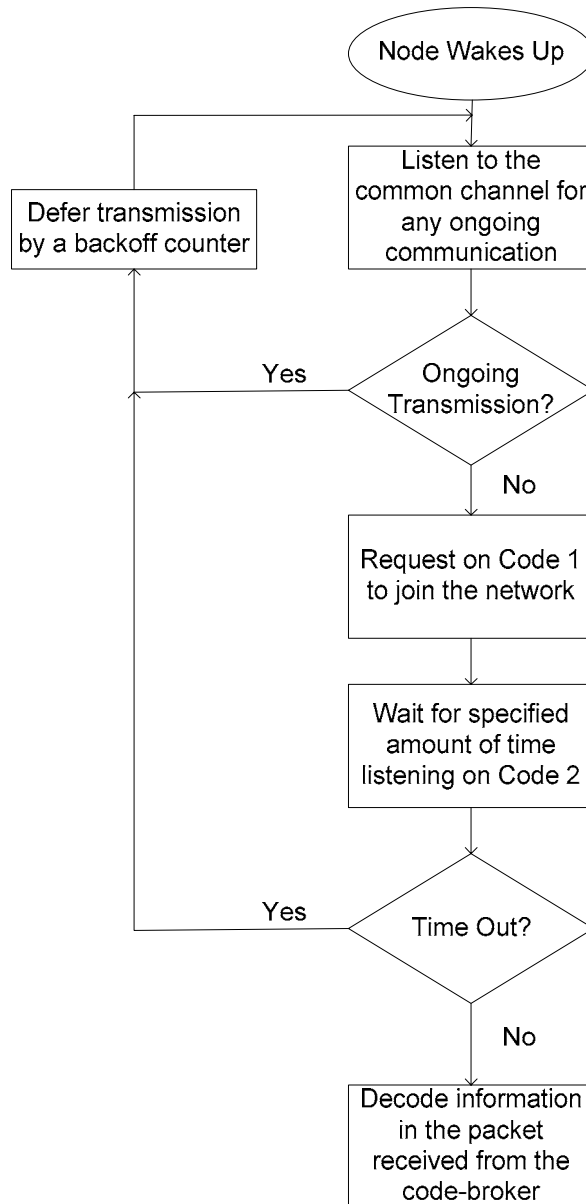 Node Wakes Up
Listen to the
common channel for
any ongoing
communication
Defer transmission
by a backoff counter
Yes
Ongoing
Transmission?
No
Request on Code 1
to join the network
Wait for specified
amount of time
listening on Code 2
Yes
Time Out?
No
Decode information
in the packet
received from the
code-broker